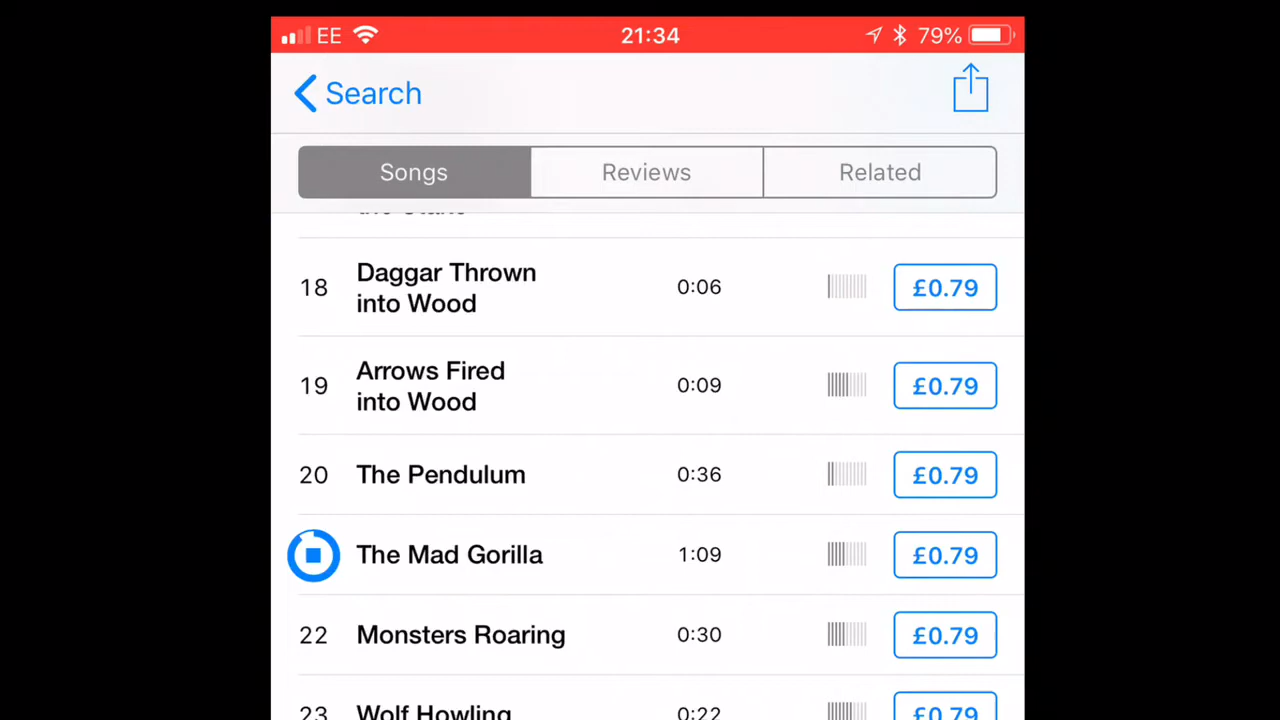 EE 21:34 79%
Search
Songs Reviews Related
18 Daggar Thrown into Wood 0:06 £0.79
19 Arrows Fired into Wood 0:09 £0.79
20 The Pendulum 0:36 £0.79
The Mad Gorilla 1:09 £0.79
22 Monsters Roaring 0:30 £0.79
23 Wolf Howling 0:22 £0.79